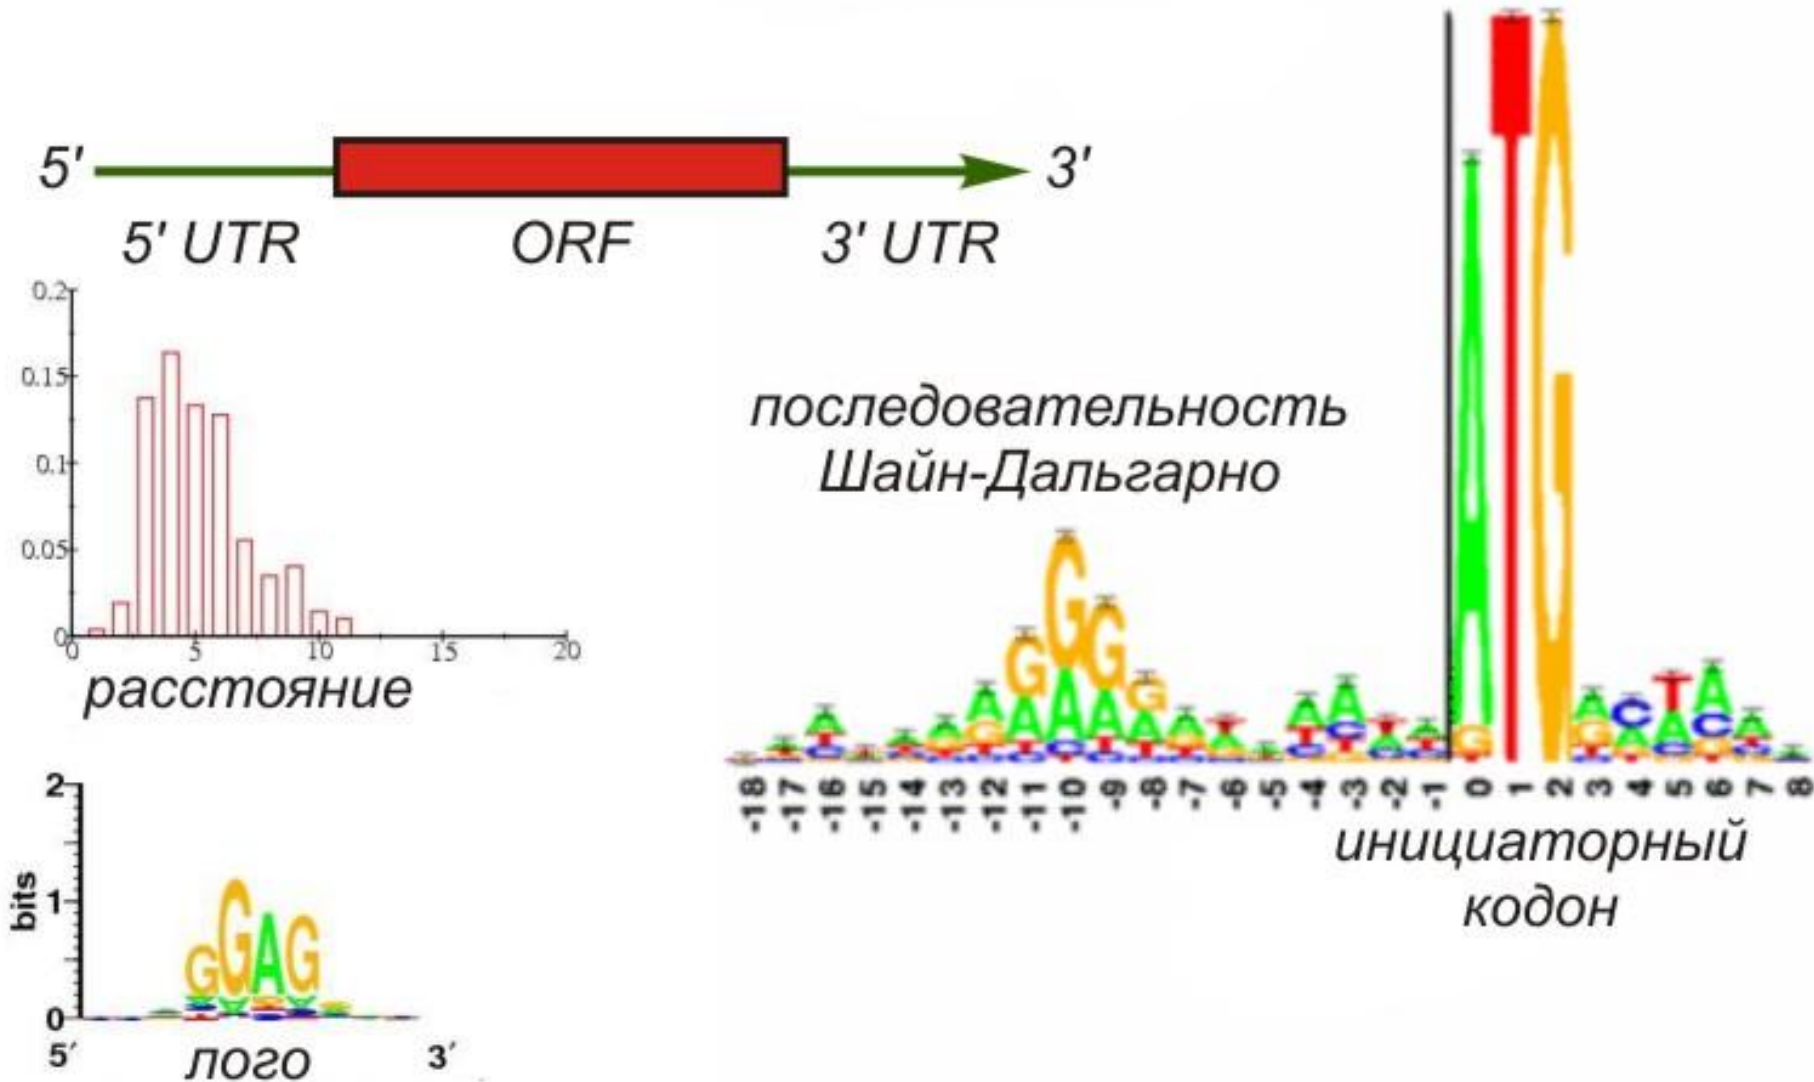 5' 3'
5' UTR ORF 3' UTR
0.2
0.15
0.1
0.05
0
0 5 10 15 20
расстояние
последовательность
Шайн-Дальгарно
-18 -17 -16 -15 -14 -13 -12 -11 -10 -9 -8 -7 -6 -5 -4 -3 -2 -1 0 1 2 3 4 5 6 7 8
A T G
инициаторный
кодон
2
1
0
bits
G G A G
5′ 3′
лого